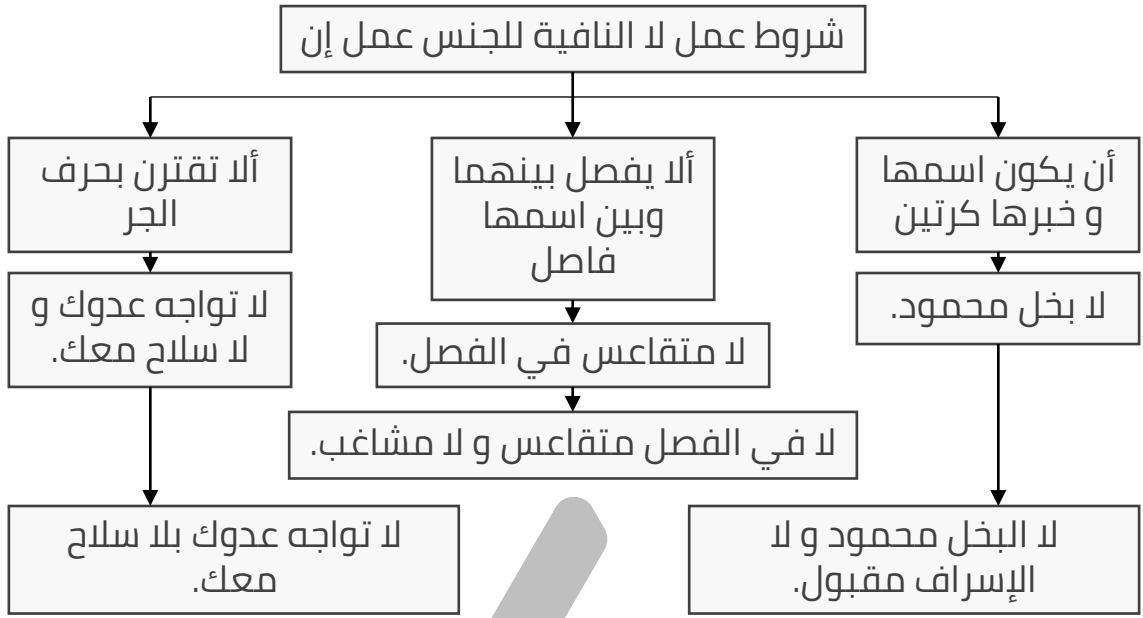 شروط عمل لا النافية للجنس عمل إن
أن يكون اسمها
و خبرها كرتين
ألا يفصل بينهما
وبين اسمها
فاصل
ألا تقترن بحرف
الجر
لا بخل محمود.
لا متقاعس في الفصل.
لا تواجه عدوك و
لا سلاح معك.
لا في الفصل متقاعس و لا مشاغب.
لا البخل محمود و لا
الإسراف مقبول.
لا تواجه عدوك بلا سلاح
معك.